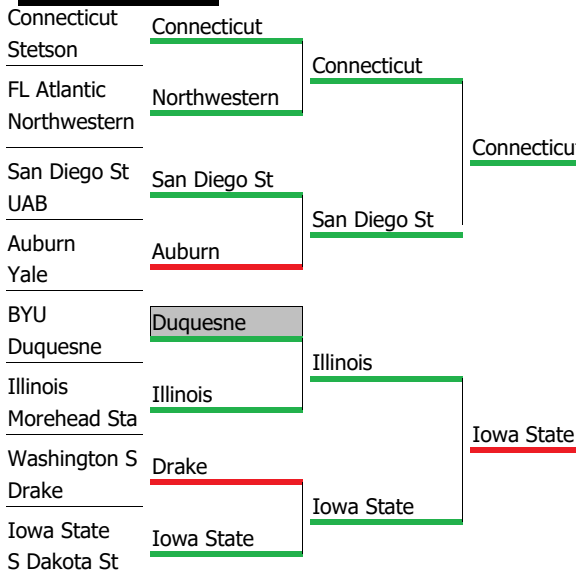 Connecticut
Stetson
FL Atlantic
Northwestern
San Diego St
UAB
Auburn
Yale
BYU
Duquesne
Illinois
Morehead Sta
Washington S
Drake
Iowa State
S Dakota St
Connecticut
Northwestern
San Diego St
Auburn
Duquesne
Illinois
Drake
Iowa State
Connecticut
San Diego St
Illinois
Iowa State
Connecticut
Iowa State